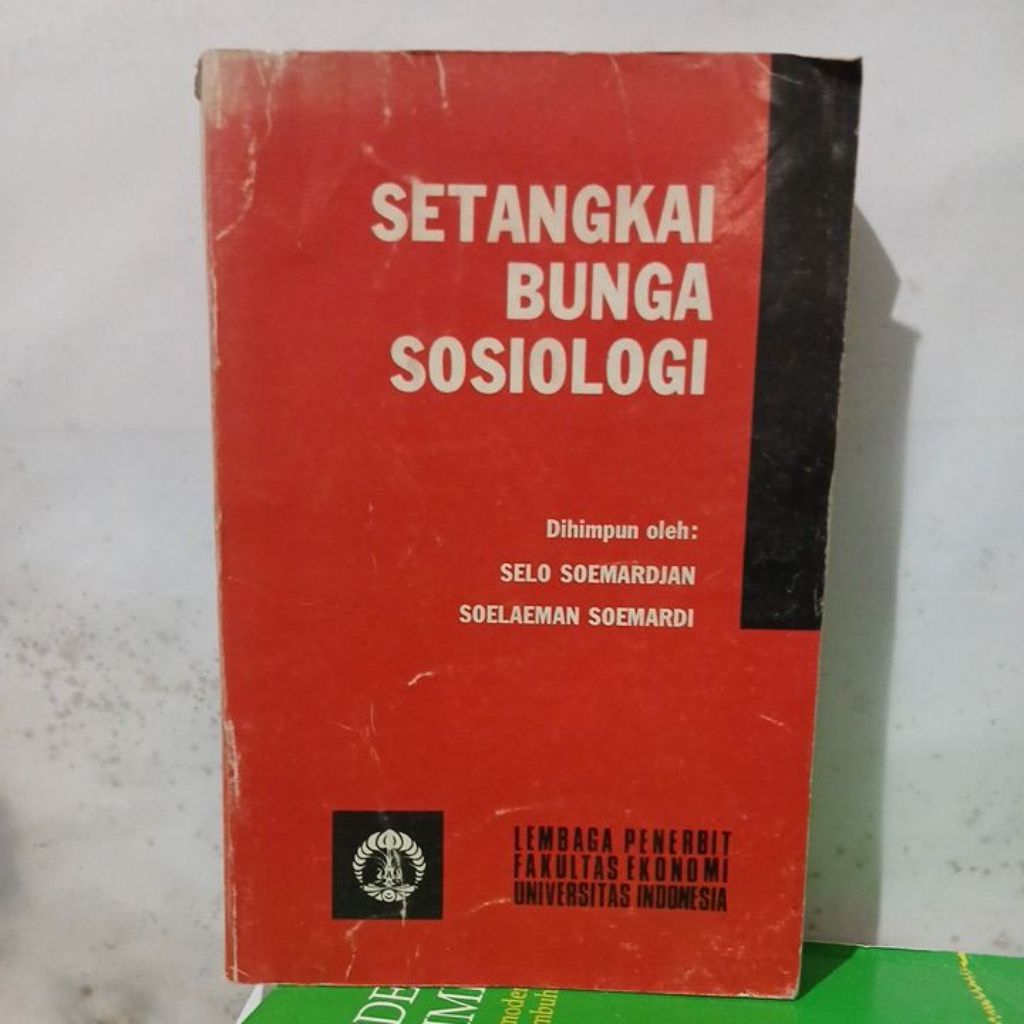 SETANGKAI
BUNGA
SOSIOLOGI
Dihimpun oleh:
SELO SOEMARDJAN
SOELAEMAN SOEMARDI
LEMBAGA PENERBIT
FAKULTAS EKONOMI
UNIVERSITAS INDONESIA